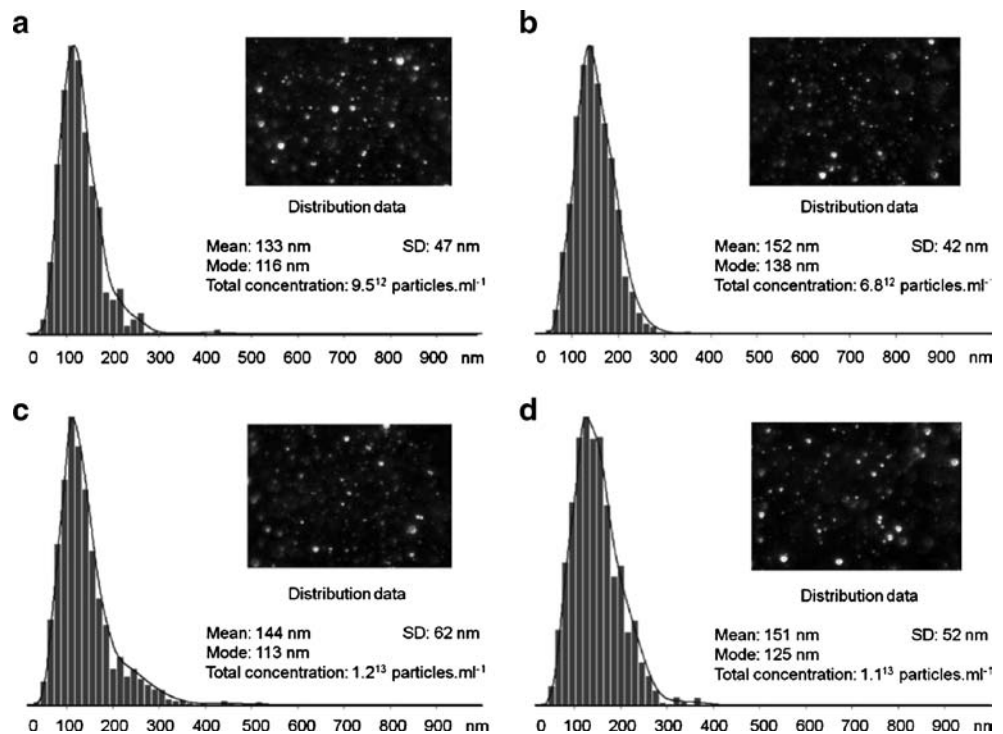 a
Distribution data
Mean: 133 nm SD: 47 nm
Mode: 116 nm
Total concentration: 9.5¹² particles.ml⁻¹
0 100 200 300 400 500 600 700 800 900 nm
b
Distribution data
Mean: 152 nm SD: 42 nm
Mode: 138 nm
Total concentration: 6.8¹² particles.ml⁻¹
0 100 200 300 400 500 600 700 800 900 nm
c
Distribution data
Mean: 144 nm SD: 62 nm
Mode: 113 nm
Total concentration: 1.2¹³ particles.ml⁻¹
0 100 200 300 400 500 600 700 800 900 nm
d
Distribution data
Mean: 151 nm SD: 52 nm
Mode: 125 nm
Total concentration: 1.1¹³ particles.ml⁻¹
0 100 200 300 400 500 600 700 800 900 nm